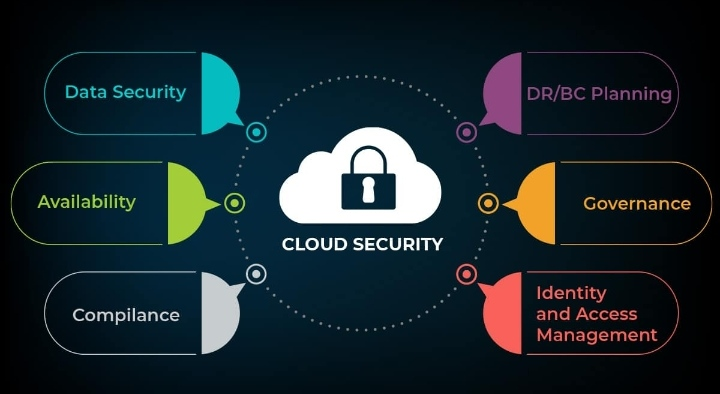 Data Security
DR/BC Planning
Availability
Governance
CLOUD SECURITY
Compilance
Identity
and Access
Management